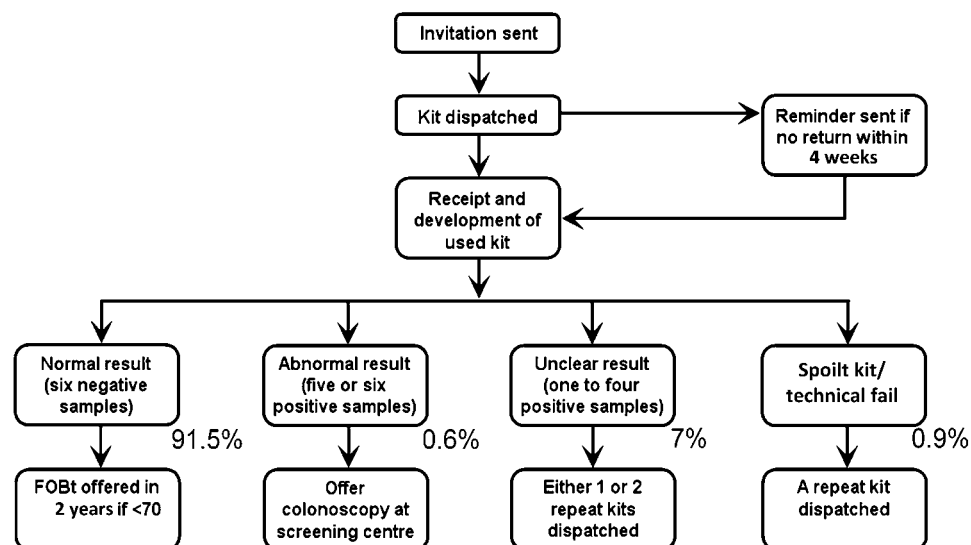 Invitation sent
Kit dispatched
Reminder sent if
no return within
4 weeks
Receipt and
development of
used kit
Normal result
(six negative
samples)
Abnormal result
(five or six
positive samples)
Unclear result
(one to four
positive samples)
Spoilt kit/
technical fail
91.5%
0.6%
7%
0.9%
FOBt offered in
2 years if <70
Offer
colonoscopy at
screening centre
Either 1 or 2
repeat kits
dispatched
A repeat kit
dispatched